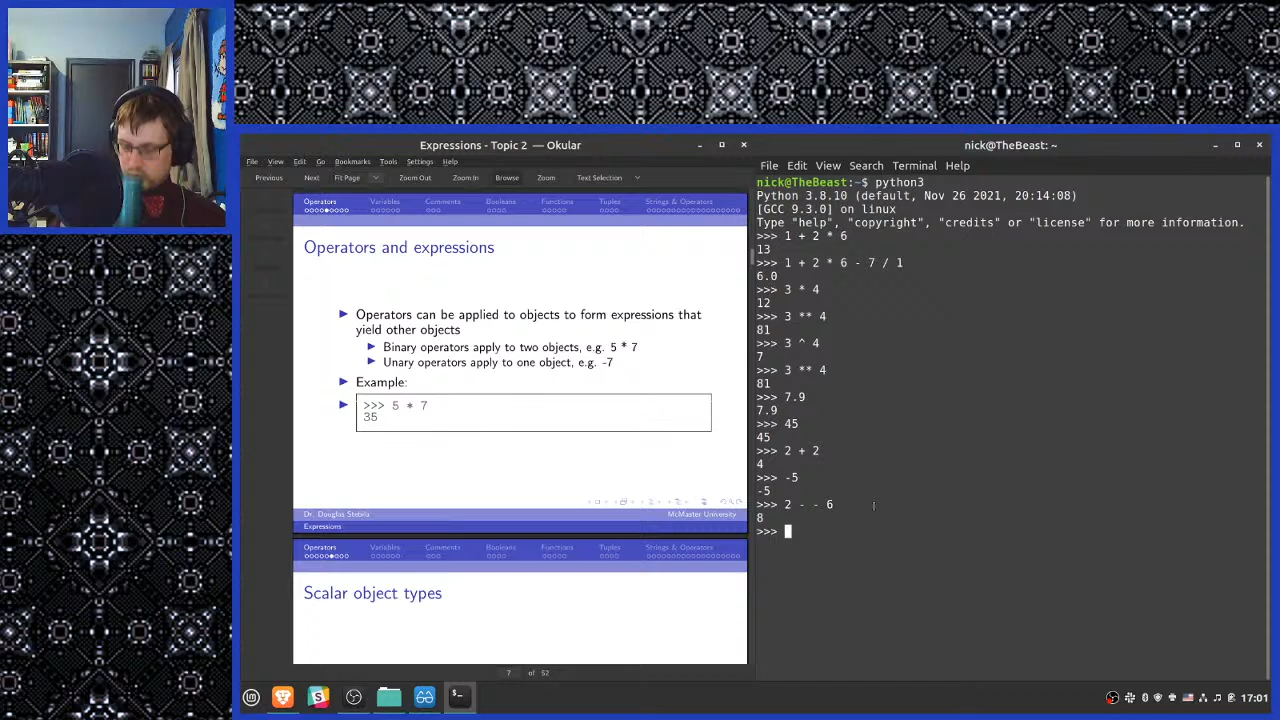 Expressions - Topic 2 — Okular
File View Edit Go Bookmarks Tools Settings Help
Previous Next Fit Page Zoom Out Zoom In Browse Zoom Text Selection
Operators Variables Comments Booleans Functions Tuples Strings & Operators
Operators and expressions
Operators can be applied to objects to form expressions that
yield other objects
Binary operators apply to two objects, e.g. 5 * 7
Unary operators apply to one object, e.g. -7
Example:
>>> 5 * 7
35
Dr. Douglas Stebila McMaster University
Expressions
Operators Variables Comments Booleans Functions Tuples Strings & Operators
Scalar object types
7 of 52
nick@TheBeast: ~
File Edit View Search Terminal Help
nick@TheBeast:~$ python3
Python 3.8.10 (default, Nov 26 2021, 20:14:08)
[GCC 9.3.0] on linux
Type "help", "copyright", "credits" or "license" for more information.
>>> 1 + 2 * 6
13
>>> 1 + 2 * 6 - 7 / 1
6.0
>>> 3 * 4
12
>>> 3 ** 4
81
>>> 3 ^ 4
7
>>> 3 ** 4
81
>>> 7.9
7.9
>>> 45
45
>>> 2 + 2
4
>>> -5
-5
>>> 2 - - 6
8
>>>
17:01